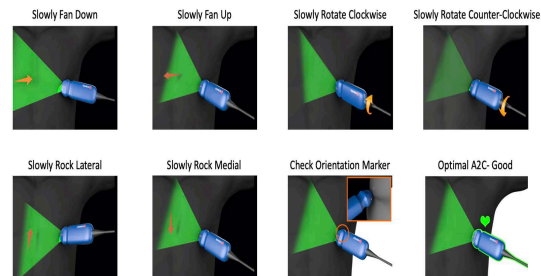 Slowly Fan Down
Slowly Fan Up
Slowly Rotate Clockwise
Slowly Rotate Counter-Clockwise
Slowly Rock Lateral
Slowly Rock Medial
Check Orientation Marker
Optimal A2C- Good